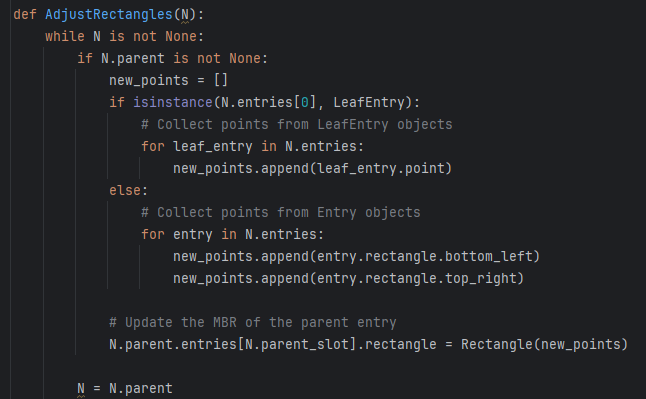 def AdjustRectangles(N):
    while N is not None:
        if N.parent is not None:
            new_points = []
            if isinstance(N.entries[0], LeafEntry):
                # Collect points from LeafEntry objects
                for leaf_entry in N.entries:
                    new_points.append(leaf_entry.point)
            else:
                # Collect points from Entry objects
                for entry in N.entries:
                    new_points.append(entry.rectangle.bottom_left)
                    new_points.append(entry.rectangle.top_right)

            # Update the MBR of the parent entry
            N.parent.entries[N.parent_slot].rectangle = Rectangle(new_points)

        N = N.parent